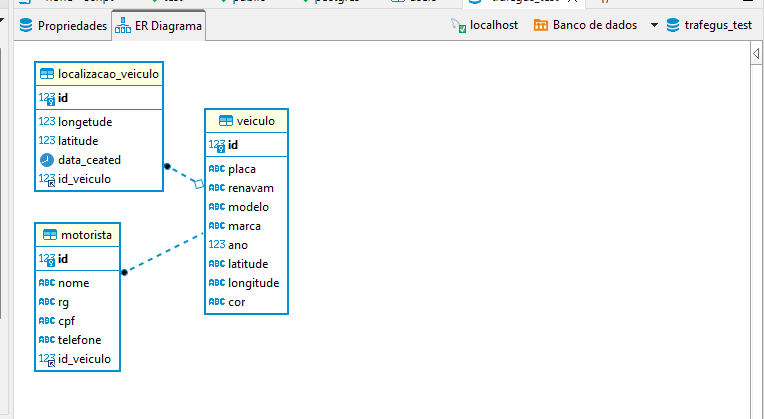 Propriedades
ER Diagrama
localhost
Banco de dados
trafegus_test
localizacao_veiculo
123 id
123 longetude
123 latitude
data_ceated
123 id_veiculo
veiculo
123 id
ABC placa
ABC renavam
ABC modelo
ABC marca
123 ano
ABC latitude
ABC longitude
ABC cor
motorista
123 id
ABC nome
ABC rg
ABC cpf
ABC telefone
123 id_veiculo